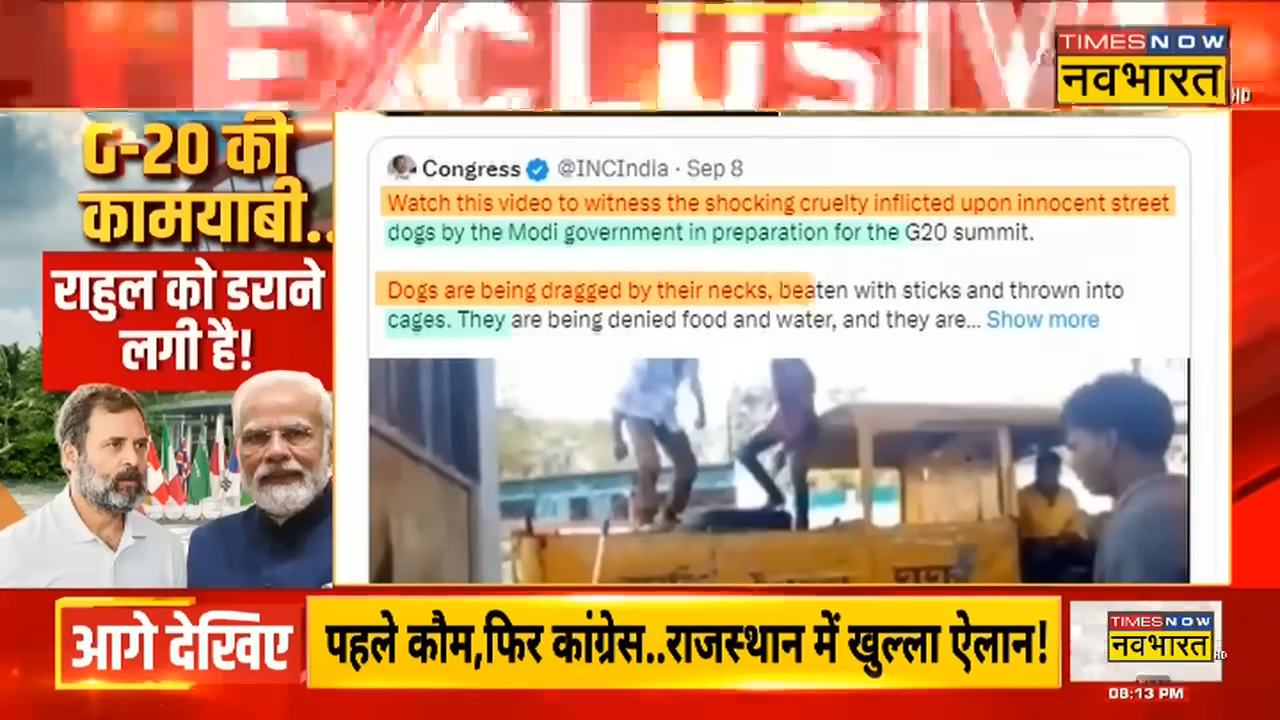 EXCLUSIV
TIMES NOW
नवभारत
HD
G-20 की
कामयाबी..
राहुल को डराने
लगी है!
Congress @INCIndia · Sep 8
Watch this video to witness the shocking cruelty inflicted upon innocent street
dogs by the Modi government in preparation for the G20 summit.
Dogs are being dragged by their necks, beaten with sticks and thrown into
cages. They are being denied food and water, and they are... Show more
आगे देखिए
पहले कौम,फिर कांग्रेस..राजस्थान में खुल्ला ऐलान!
TIMES NOW
नवभारत
HD
08:13 PM